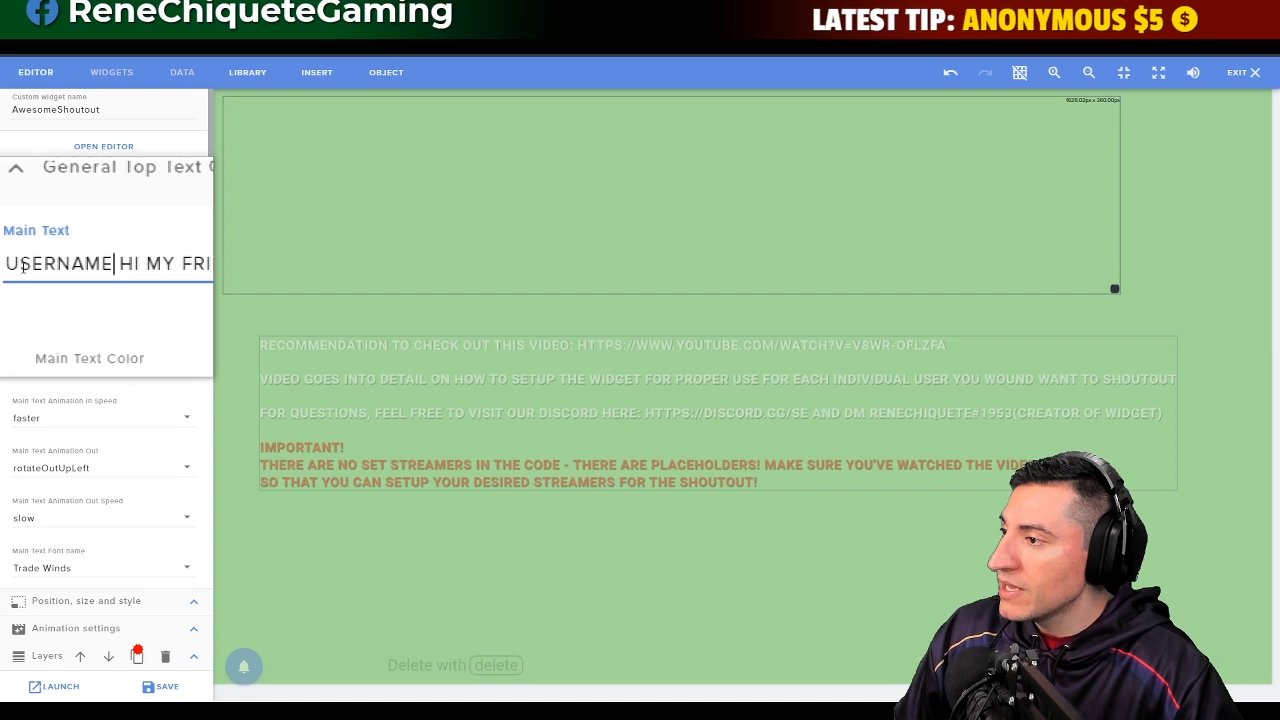 ReneChiqueteGaming
LATEST TIP: ANONYMOUS $5
EDITOR WIDGETS DATA LIBRARY INSERT OBJECT EXIT
Custom widget name
AwesomeShoutout
1628.02px x 360.00px
OPEN EDITOR
General Top Text
Main Text
USERNAME HI MY FRI
Main Text Color
RECOMMENDATION TO CHECK OUT THIS VIDEO: HTTPS://WWW.YOUTUBE.COM/WATCH?V=V8WR-OFLZFA
VIDEO GOES INTO DETAIL ON HOW TO SETUP THE WIDGET FOR PROPER USE FOR EACH INDIVIDUAL USER YOU WOUND WANT TO SHOUTOUT
FOR QUESTIONS, FEEL FREE TO VISIT OUR DISCORD HERE: HTTPS://DISCORD.GG/SE AND DM RENECHIQUETE#1953(CREATOR OF WIDGET)
IMPORTANT!
THERE ARE NO SET STREAMERS IN THE CODE - THERE ARE PLACEHOLDERS! MAKE SURE YOU'VE WATCHED THE
SO THAT YOU CAN SETUP YOUR DESIRED STREAMERS FOR THE SHOUTOUT!
Main Text Animation In Speed
faster
Main Text Animation Out
rotateOutUpLeft
Main Text Animation Out Speed
slow
Main Text Font name
Trade Winds
Position, size and style
Animation settings
Layers
Delete with delete
LAUNCH SAVE